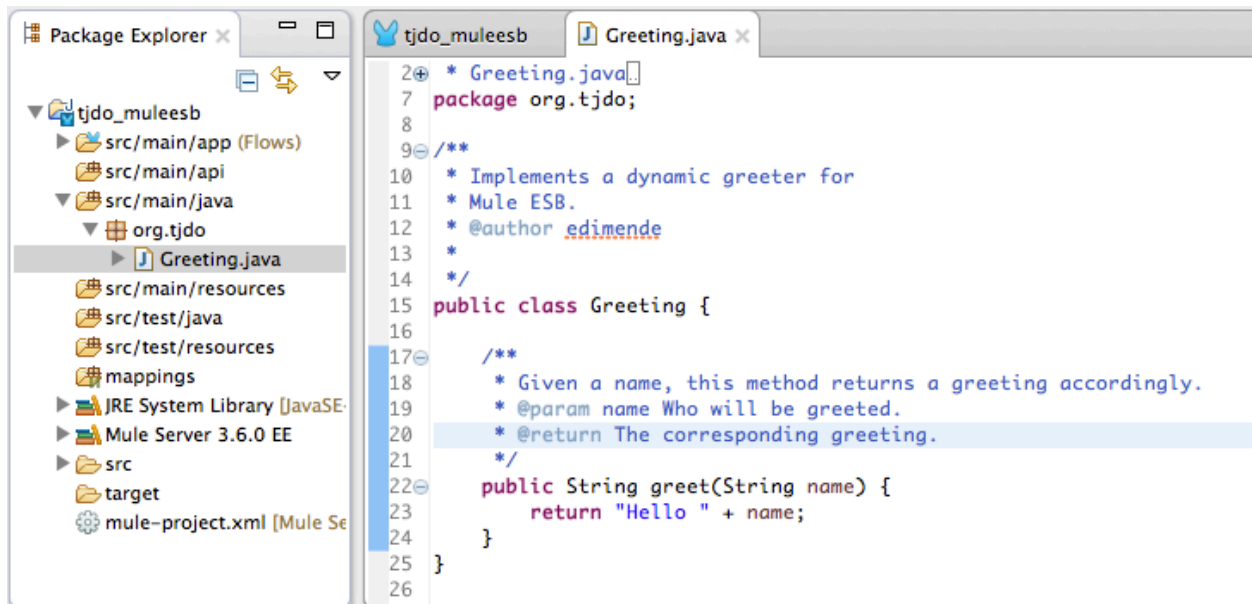 Package Explorer
tjdo_muleesb
src/main/app (Flows)
src/main/api
src/main/java
org.tjdo
Greeting.java
src/main/resources
src/test/java
src/test/resources
mappings
JRE System Library [JavaSE-
Mule Server 3.6.0 EE
src
target
mule-project.xml [Mule Se
tjdo_muleesb Greeting.java
2 * Greeting.java..
7 package org.tjdo;
8
9 /**
10 * Implements a dynamic greeter for
11 * Mule ESB.
12 * @author edimende
13 *
14 */
15 public class Greeting {
16
17 /**
18 * Given a name, this method returns a greeting accordingly.
19 * @param name Who will be greeted.
20 * @return The corresponding greeting.
21 */
22 public String greet(String name) {
23 return "Hello " + name;
24 }
25 }
26